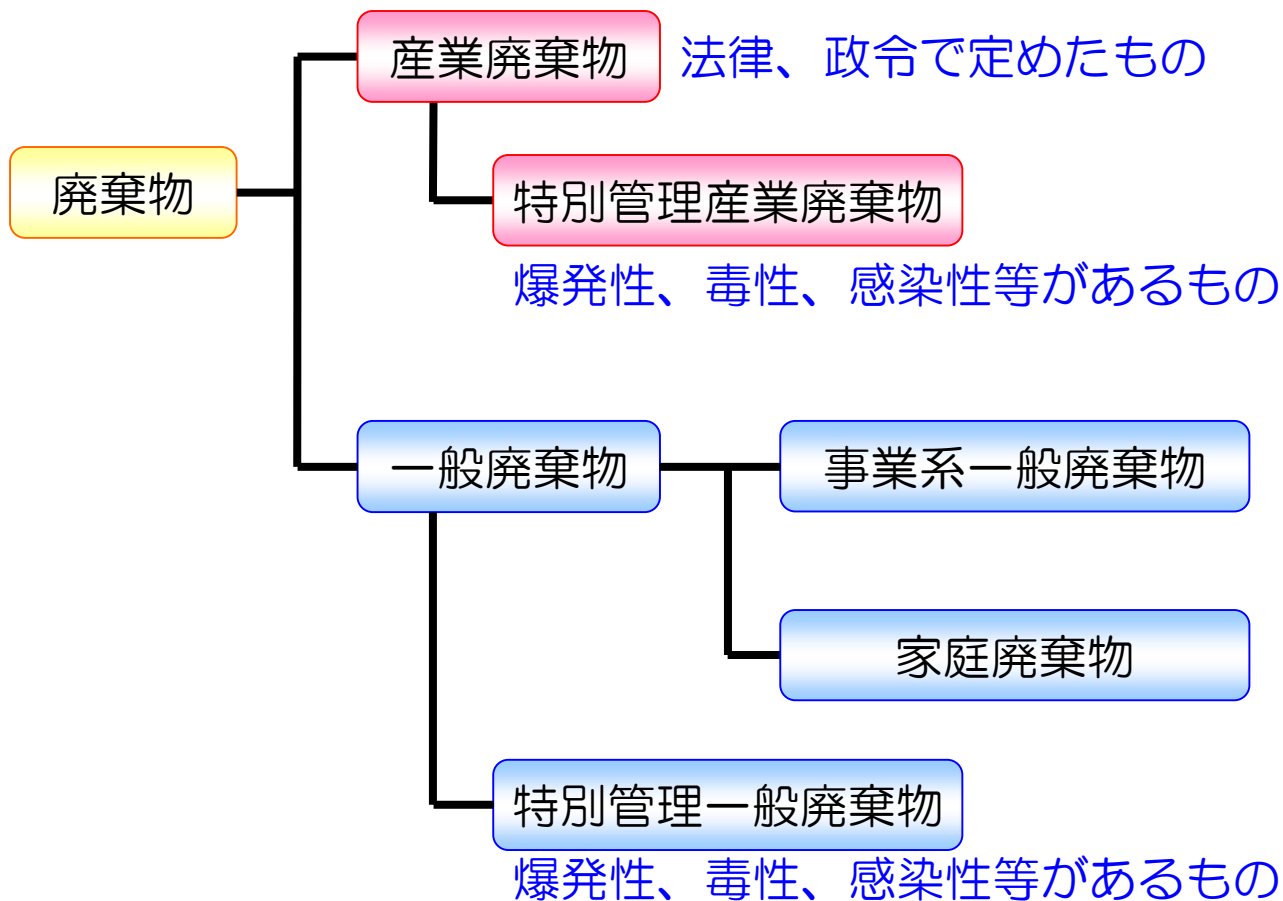 産業廃棄物
法律、政令で定めたもの
廃棄物
特別管理産業廃棄物
爆発性、毒性、感染性等があるもの
一般廃棄物
事業系一般廃棄物
家庭廃棄物
特別管理一般廃棄物
爆発性、毒性、感染性等があるもの